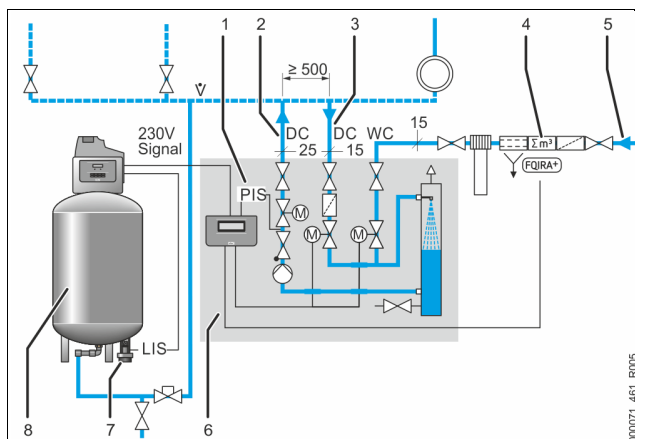 1 2 3 4 5
≥ 500
V̇
230V
Signal
DC
DC
WC
15
25
15
Σm³
FQIRA+
PIS
M
M
M
LIS
8
7
6
000071_461_R005